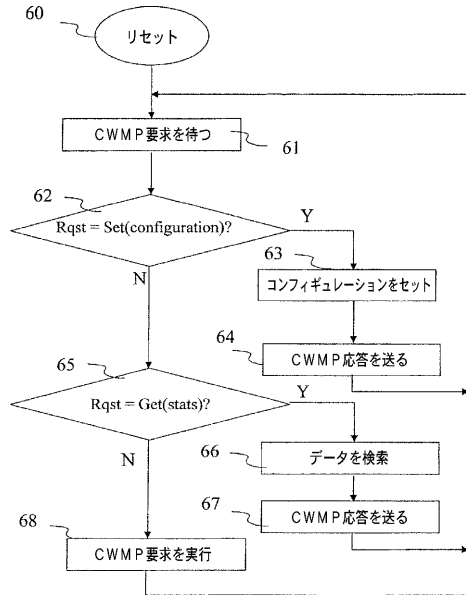 60
リセット
CWMP要求を待つ
61
62
Rqst = Set(configuration)?
Y
N
63
コンフィギュレーションをセット
64
CWMP応答を送る
65
Rqst = Get(stats)?
Y
N
66
データを検索
67
CWMP応答を送る
68
CWMP要求を実行